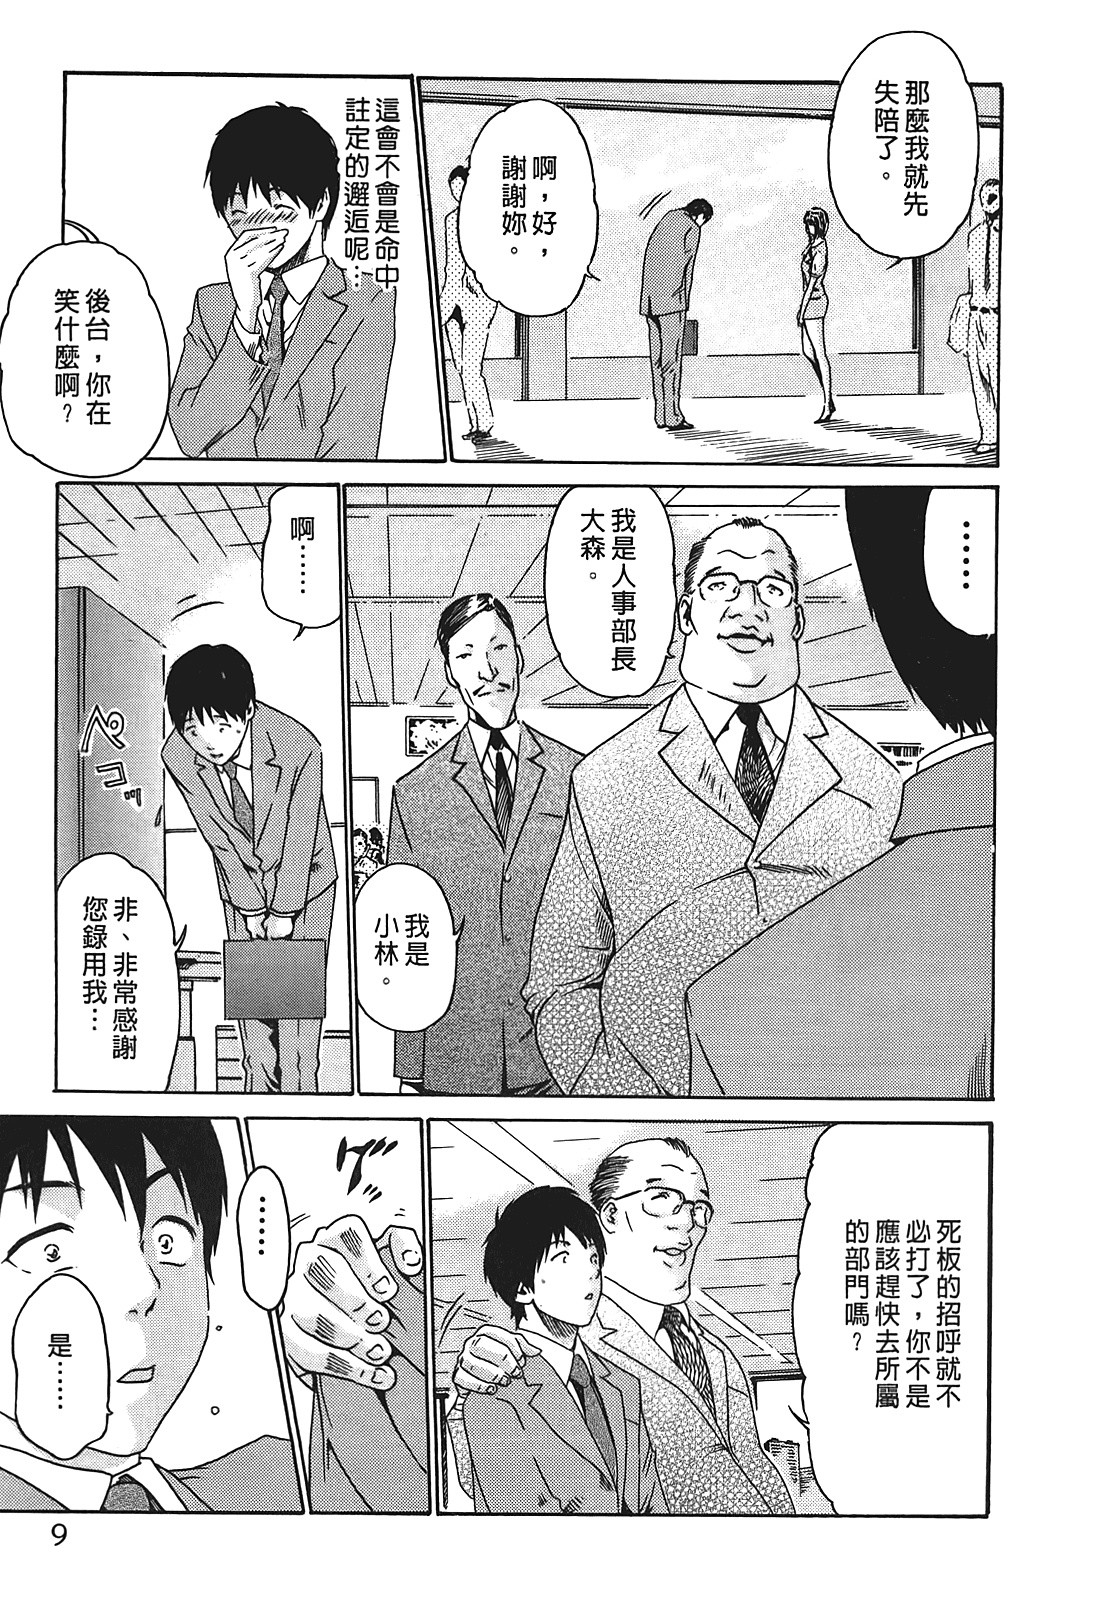 那麼我就先
失陪了。
啊，好，
謝謝妳。
這會不會是命中
註定的邂逅呢…
後台，你在
笑什麼啊？
……
我是人事部長
大森。
我是
小林。
啊……
ペコッ
非、非常感謝
您錄用我…
死板的招呼就不
必打了，你不是
應該趕快去所屬
的部門嗎？
グッ
……
是……
9